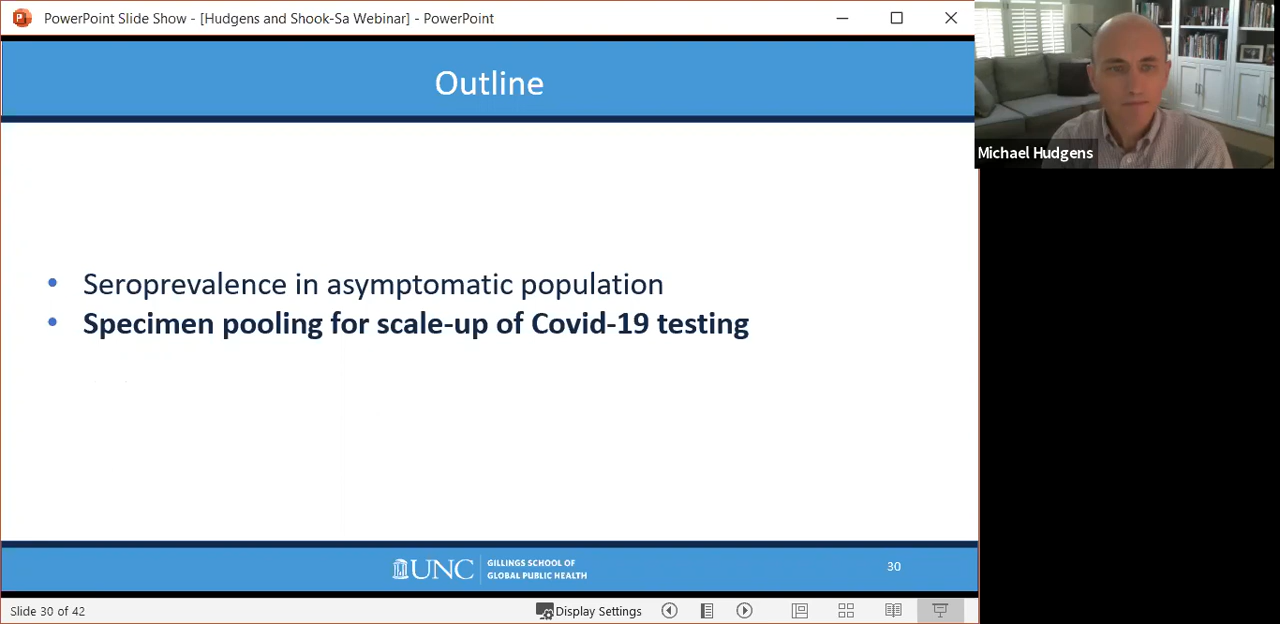 PowerPoint Slide Show - [Hudgens and Shook-Sa Webinar] - PowerPoint
Outline
Michael Hudgens
• Seroprevalence in asymptomatic population
• Specimen pooling for scale-up of Covid-19 testing
UNC
GILLINGS SCHOOL OF
GLOBAL PUBLIC HEALTH
30
Slide 30 of 42
Display Settings